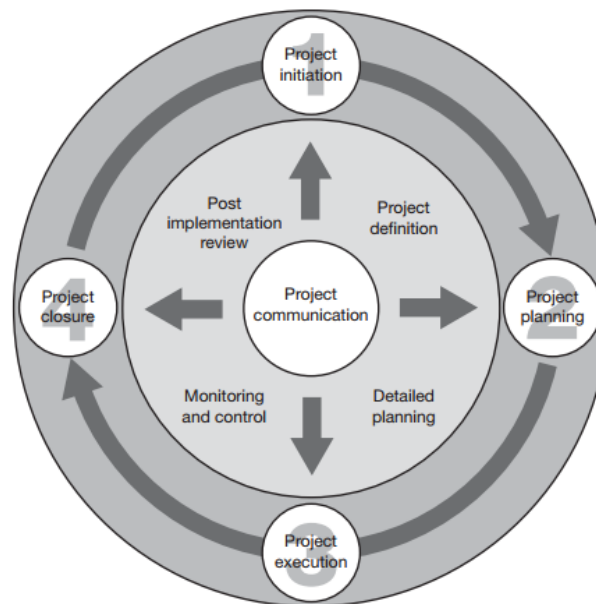 1
Project
initiation
Post
implementation
review
Project
definition
4
Project
closure
Project
communication
2
Project
planning
Monitoring
and control
Detailed
planning
3
Project
execution